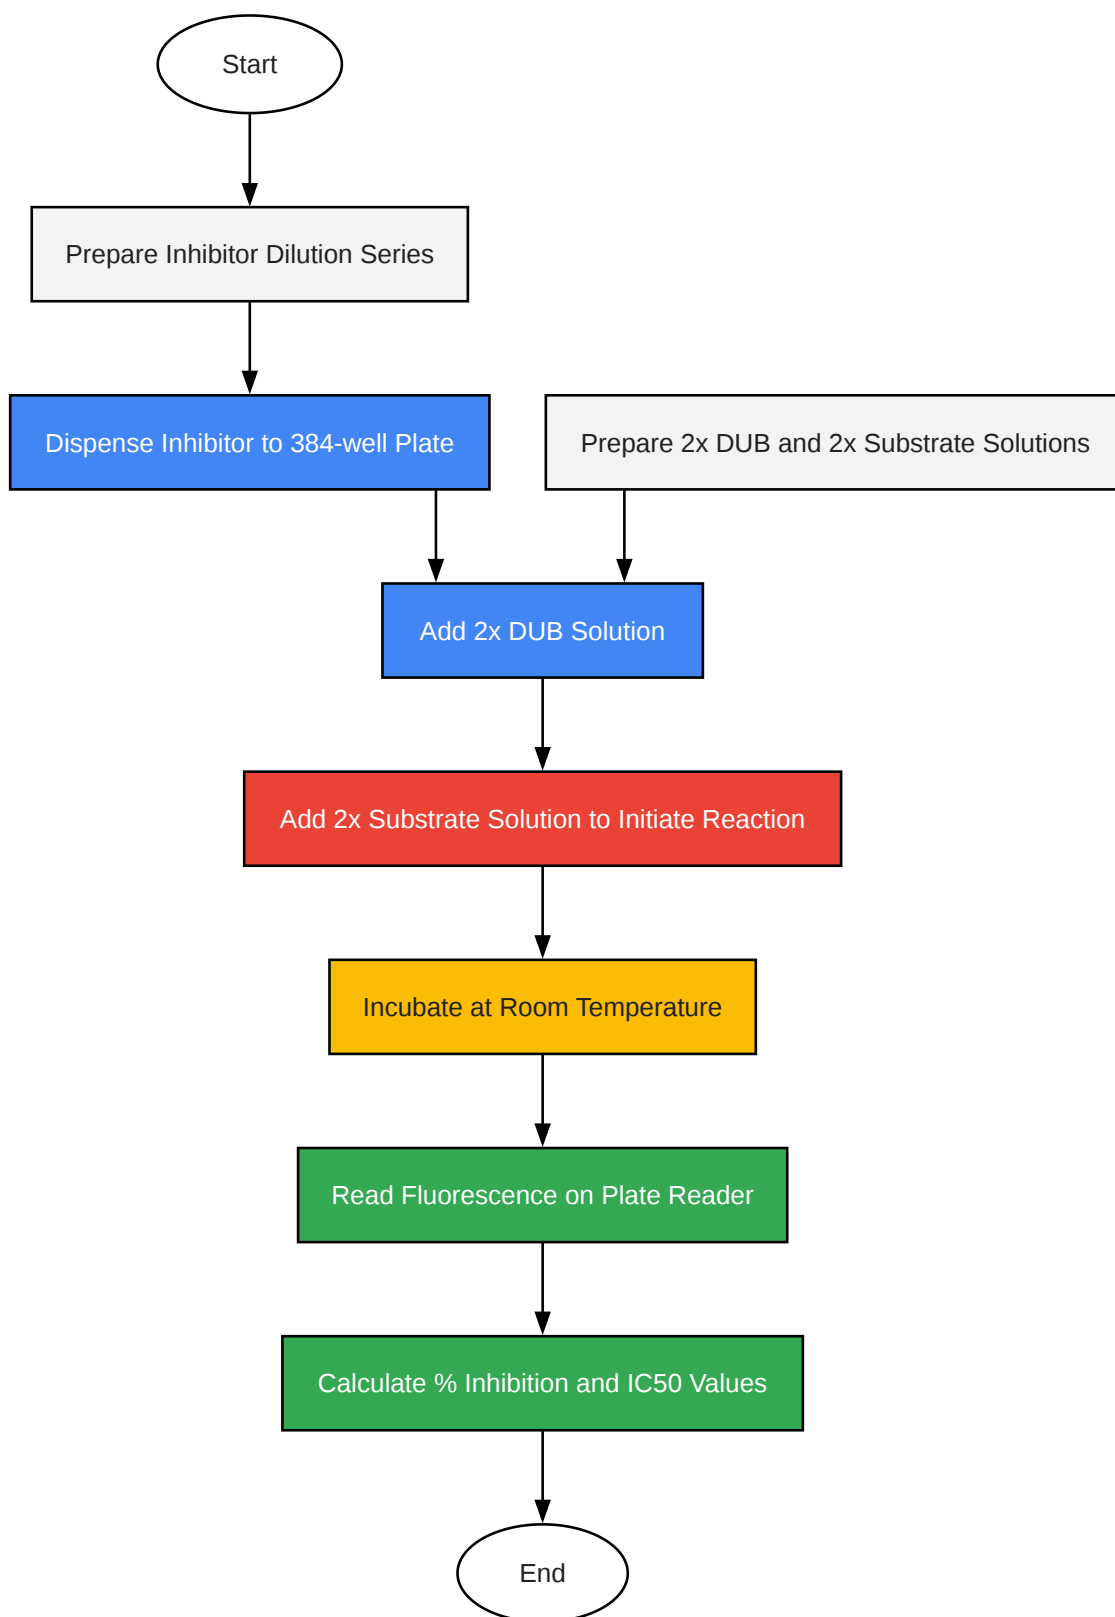 Start
Prepare Inhibitor Dilution Series
Dispense Inhibitor to 384-well Plate
Prepare 2x DUB and 2x Substrate Solutions
Add 2x DUB Solution
Add 2x Substrate Solution to Initiate Reaction
Incubate at Room Temperature
Read Fluorescence on Plate Reader
Calculate % Inhibition and IC50 Values
End